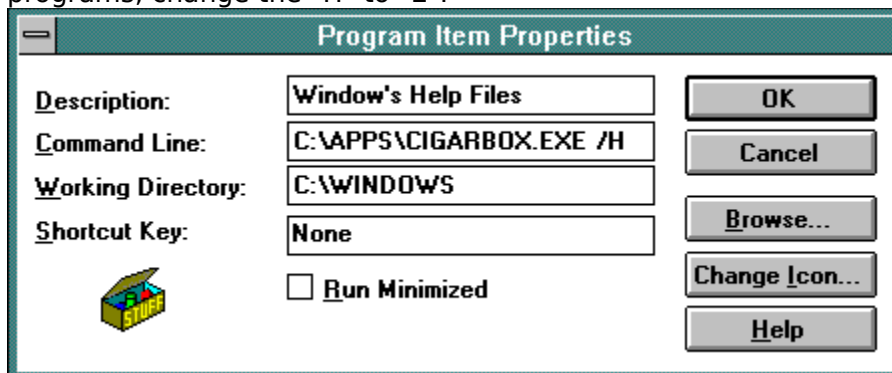 programs, change the "H" to "E".
Program Item Properties
Description:
Window's Help Files
OK
Command Line:
C:\APPS\CIGARBOX.EXE /H
Cancel
Working Directory:
C:\WINDOWS
Browse...
Shortcut Key:
None
Change Icon...
Run Minimized
STUFF
Help